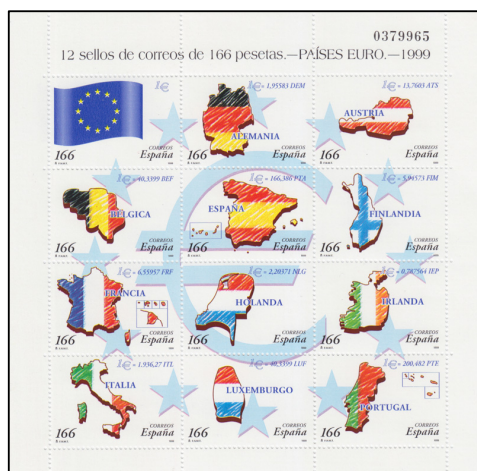 0379965
12 sellos de correos de 166 pesetas.—PAÍSES EURO.—1999
1€
166
CORREOS
España
1€ = 1,95583 DEM
ALEMANIA
166
CORREOS
España
1€ = 13,7603 ATS
AUSTRIA
166
CORREOS
España
1€ = 40,3399 BEF
BELGICA
166
CORREOS
España
1€ = 166,386 PTA
ESPAÑA
166
CORREOS
España
1€ = 5,94573 FIM
FINLANDIA
166
CORREOS
España
1€ = 6,55957 FRF
FRANCIA
166
CORREOS
España
1€ = 2,20371 NLG
HOLANDA
166
CORREOS
España
1€ = 0,787564 IEP
IRLANDA
166
CORREOS
España
1€ = 1.936,27 ITL
ITALIA
166
CORREOS
España
1€ = 40,3399 LUF
LUXEMBURGO
166
CORREOS
España
1€ = 200,482 PTE
PORTUGAL
166
CORREOS
España